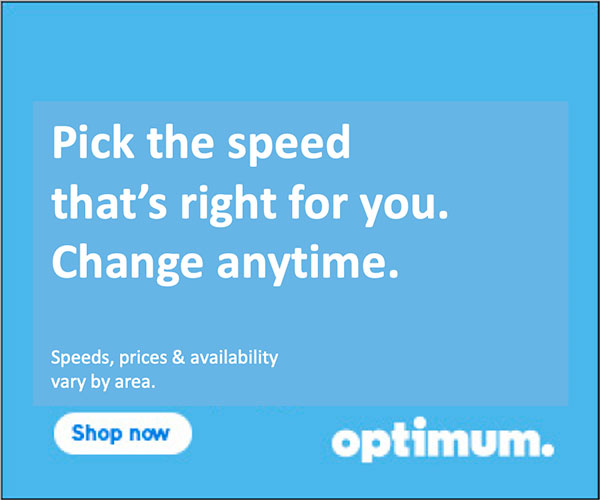 Pick the speed
that’s right for you.
Change anytime.
Speeds, prices & availability
vary by area.
Shop now
optimum.